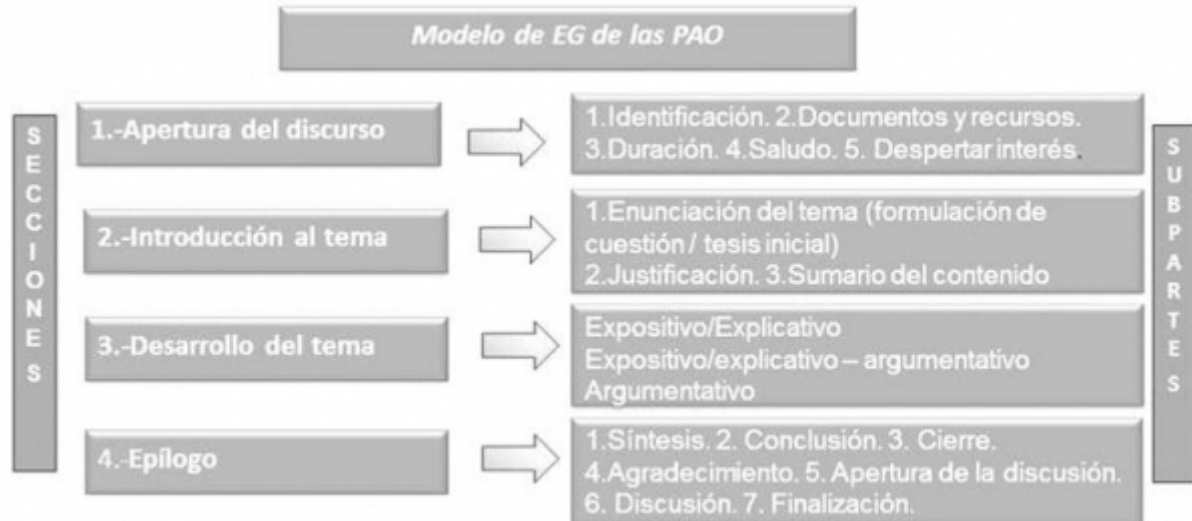 Modelo de EG de las PAO
SECCIONES
1.-Apertura del discurso
1.Identificación. 2.Documentos y recursos.
3.Duración. 4.Saludo. 5. Despertar interés.
2.-Introducción al tema
1.Enunciación del tema (formulación de
cuestión / tesis inicial)
2.Justificación. 3.Sumario del contenido
3.-Desarrollo del tema
Expositivo/Explicativo
Expositivo/explicativo – argumentativo
Argumentativo
4.-Epílogo
1.Síntesis. 2. Conclusión. 3. Cierre.
4.Agradecimiento. 5. Apertura de la discusión.
6. Discusión. 7. Finalización.
SUBPARTES